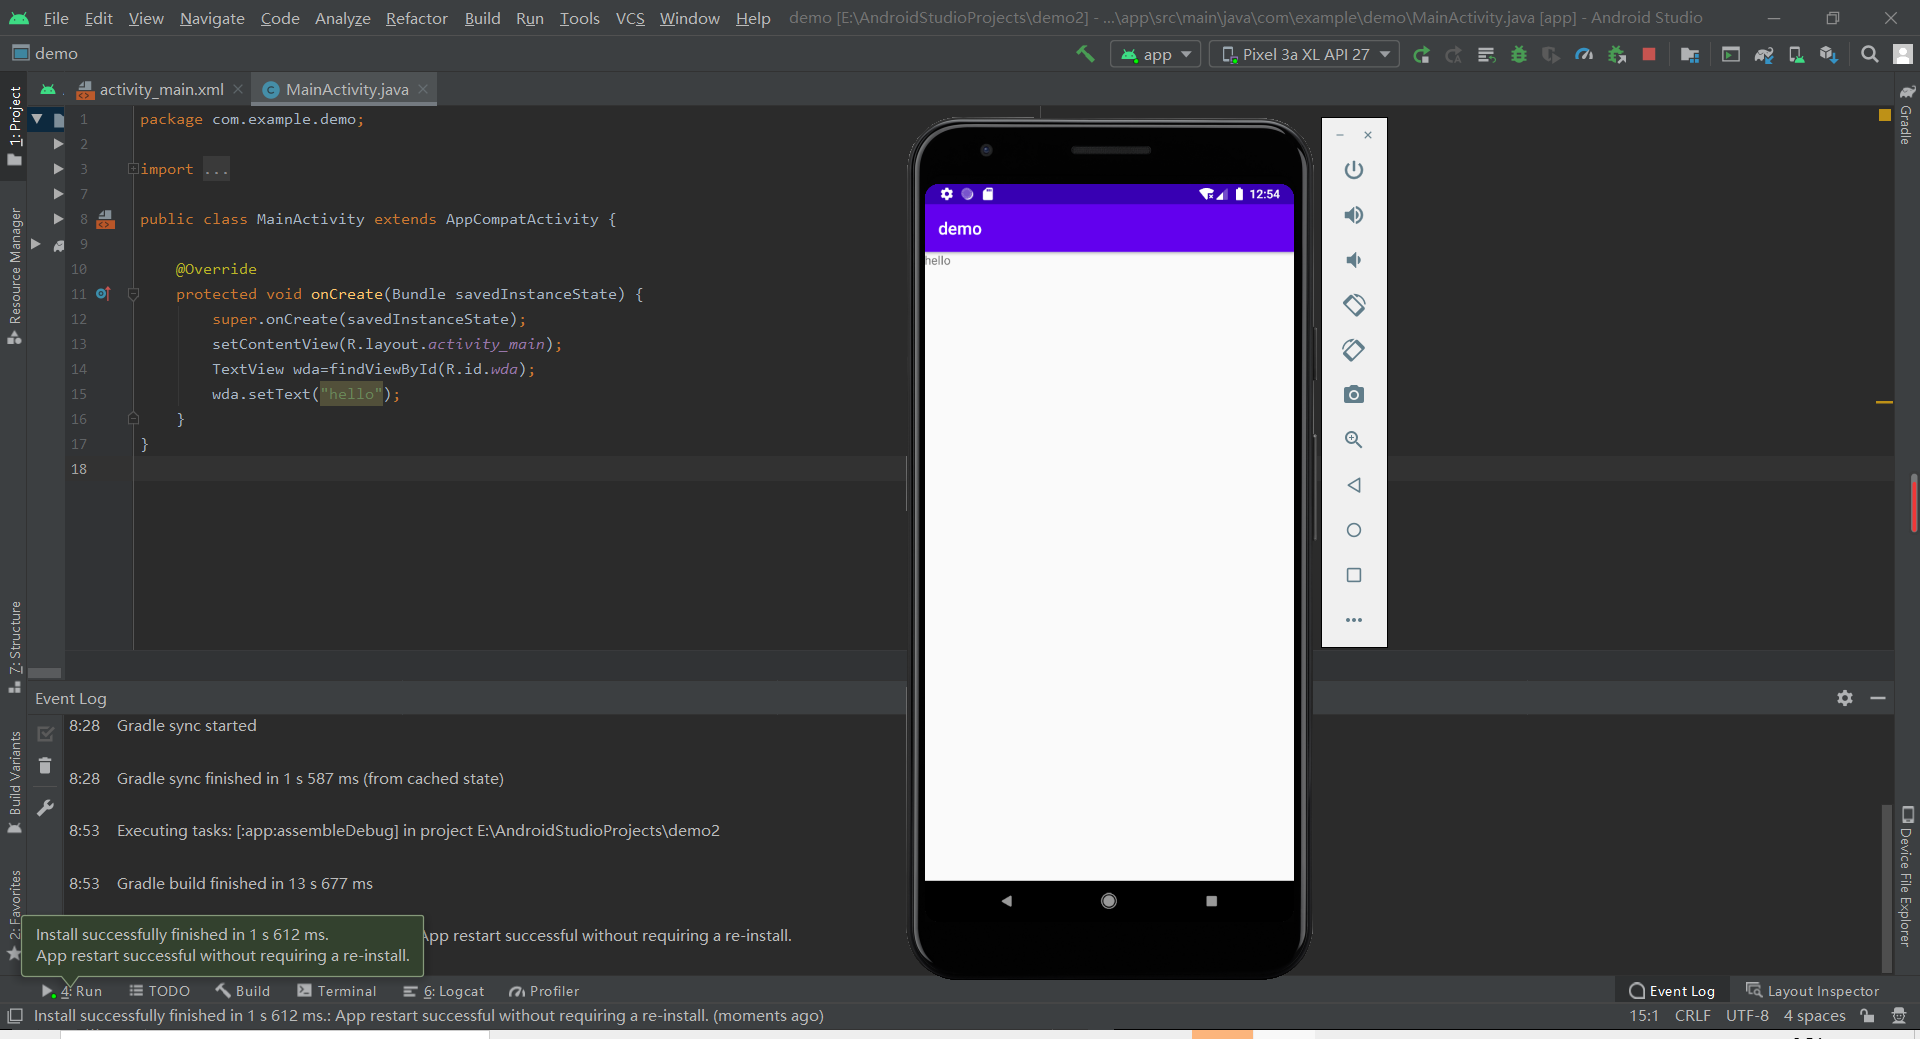 File Edit View Navigate Code Analyze Refactor Build Run Tools VCS Window Help demo [E:\AndroidStudioProjects\demo2] - ...\app\src\main\java\com\example\demo\MainActivity.java [app] - Android Studio
demo
app
Pixel 3a XL API 27
activity_main.xml
MainActivity.java
1: Project
Resource Manager
Z: Structure
Build Variants
2: Favorites
Gradle
Device File Explorer
1 package com.example.demo;
2
3 import ...
7
8 public class MainActivity extends AppCompatActivity {
9
10 @Override
11 protected void onCreate(Bundle savedInstanceState) {
12 super.onCreate(savedInstanceState);
13 setContentView(R.layout.activity_main);
14 TextView wda=findViewById(R.id.wda);
15 wda.setText("hello");
16 }
17 }
18
12:54
demo
hello
Event Log
8:28 Gradle sync started
8:28 Gradle sync finished in 1 s 587 ms (from cached state)
8:53 Executing tasks: [:app:assembleDebug] in project E:\AndroidStudioProjects\demo2
8:53 Gradle build finished in 13 s 677 ms
App restart successful without requiring a re-install.
Install successfully finished in 1 s 612 ms.
App restart successful without requiring a re-install.
4: Run TODO Build Terminal 6: Logcat Profiler Event Log Layout Inspector
Install successfully finished in 1 s 612 ms.: App restart successful without requiring a re-install. (moments ago) 15:1 CRLF UTF-8 4 spaces